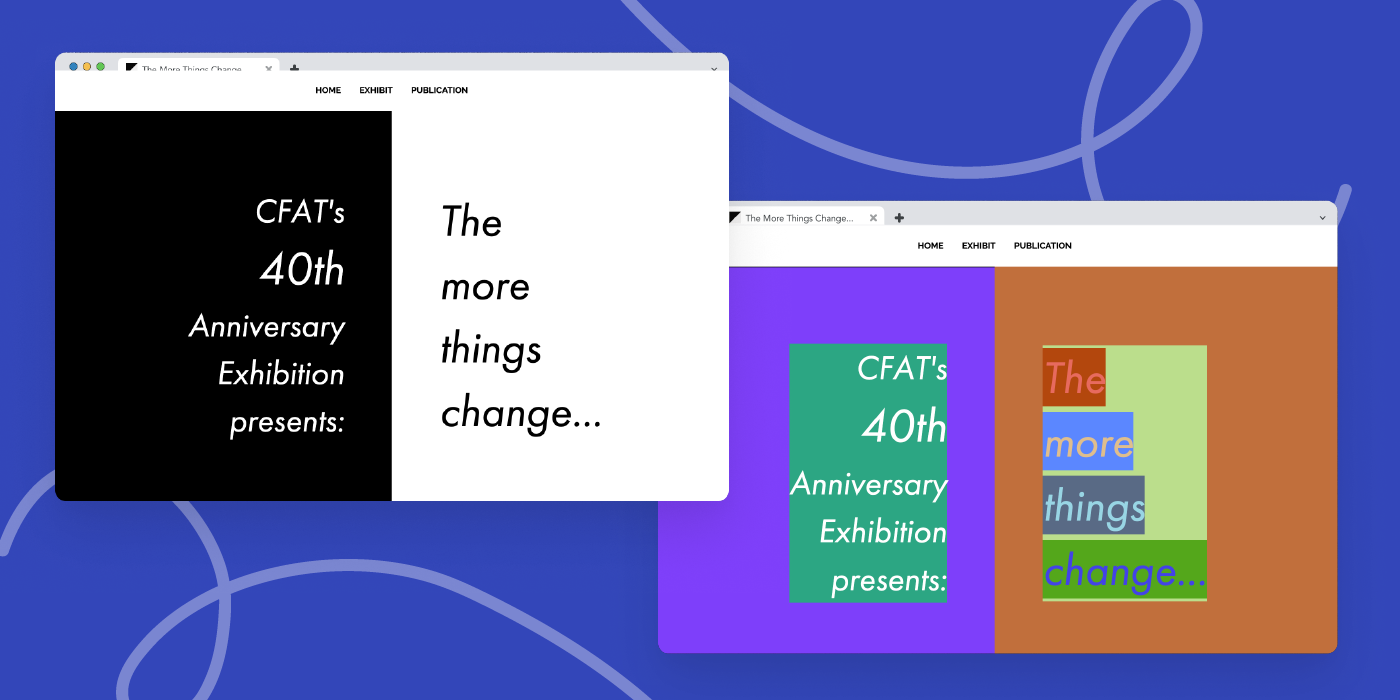 The More Things Change
HOME EXHIBIT PUBLICATION
CFAT's
40th
Anniversary
Exhibition
presents:
The
more
things
change...
The More Things Change...
HOME EXHIBIT PUBLICATION
CFAT's
40th
Anniversary
Exhibition
presents:
The
more
things
change...